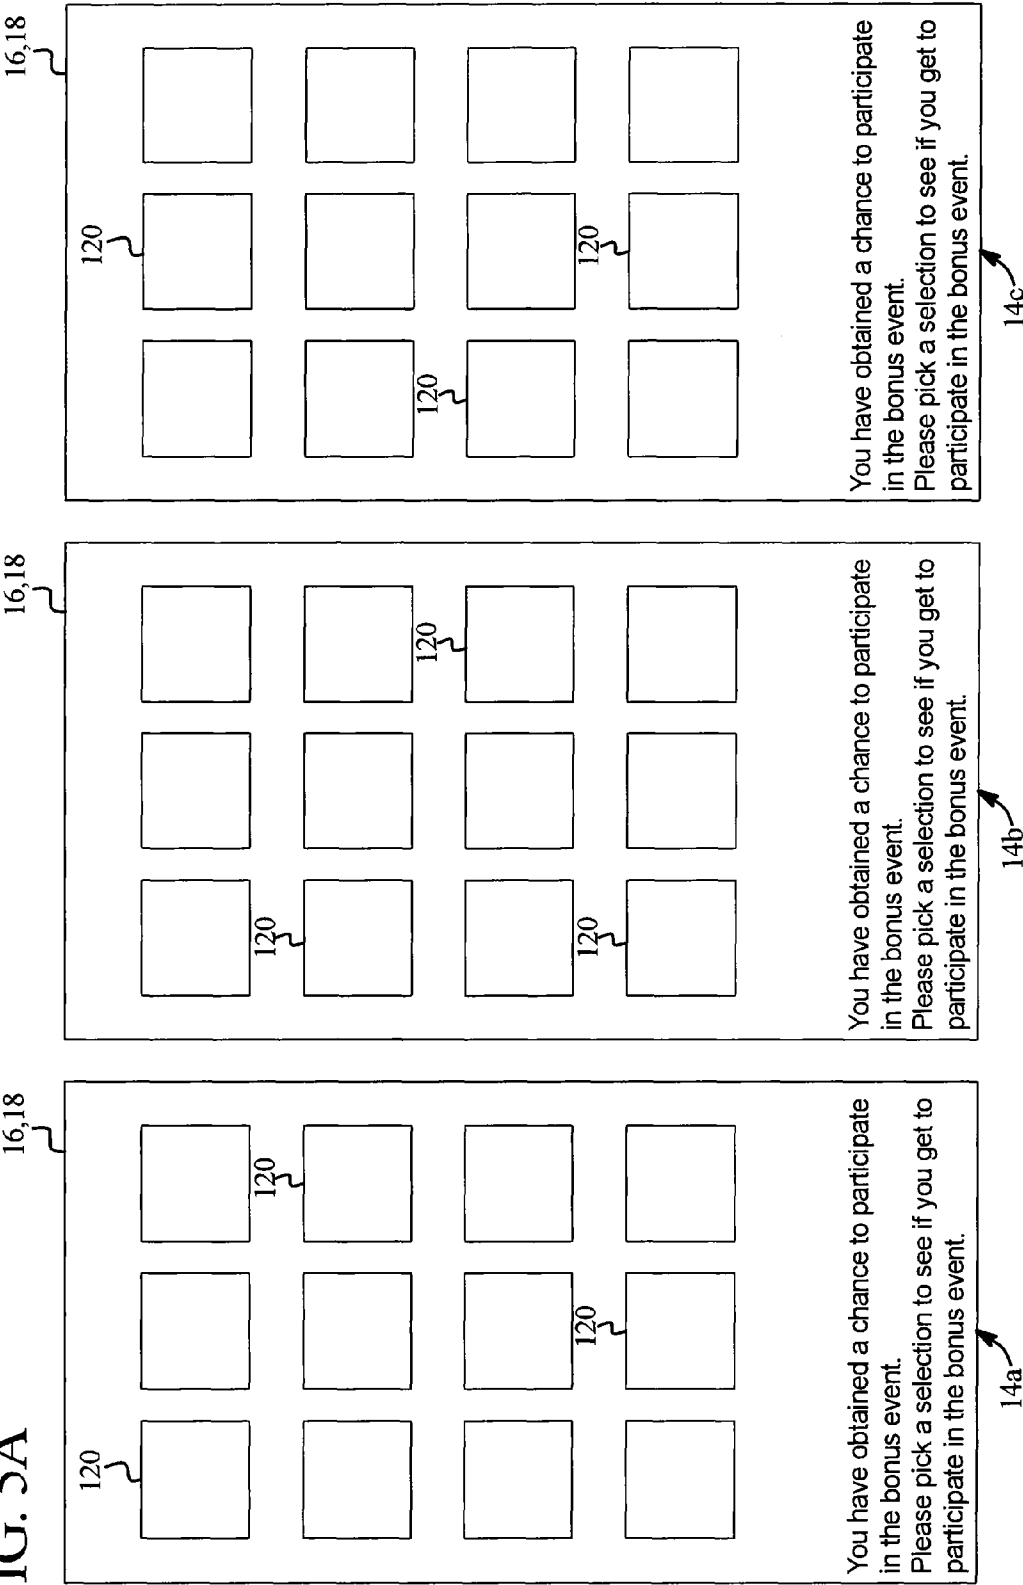 16,18
120
120
120
You have obtained a chance to participate
in the bonus event.
Please pick a selection to see if you get to
participate in the bonus event.
14a
16,18
120
120
120
You have obtained a chance to participate
in the bonus event.
Please pick a selection to see if you get to
participate in the bonus event.
14b
16,18
120
120
120
You have obtained a chance to participate
in the bonus event.
Please pick a selection to see if you get to
participate in the bonus event.
14c